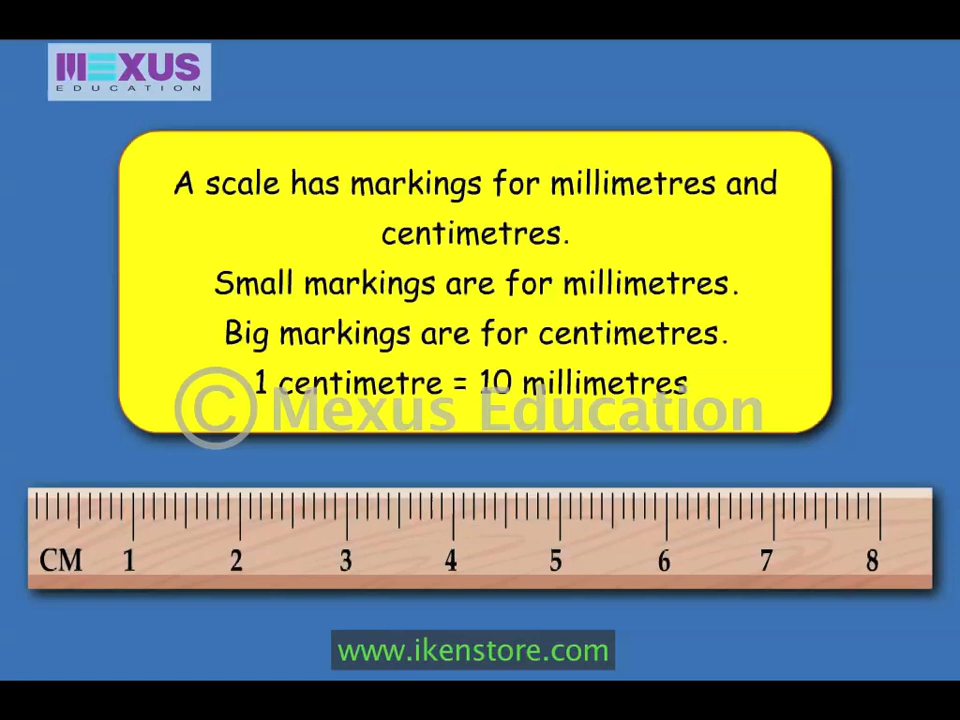 MEXUS
EDUCATION
A scale has markings for millimetres and
centimetres.
Small markings are for millimetres.
Big markings are for centimetres.
1 centimetre = 10 millimetres
© Mexus Education
CM 1 2 3 4 5 6 7 8
www.ikenstore.com